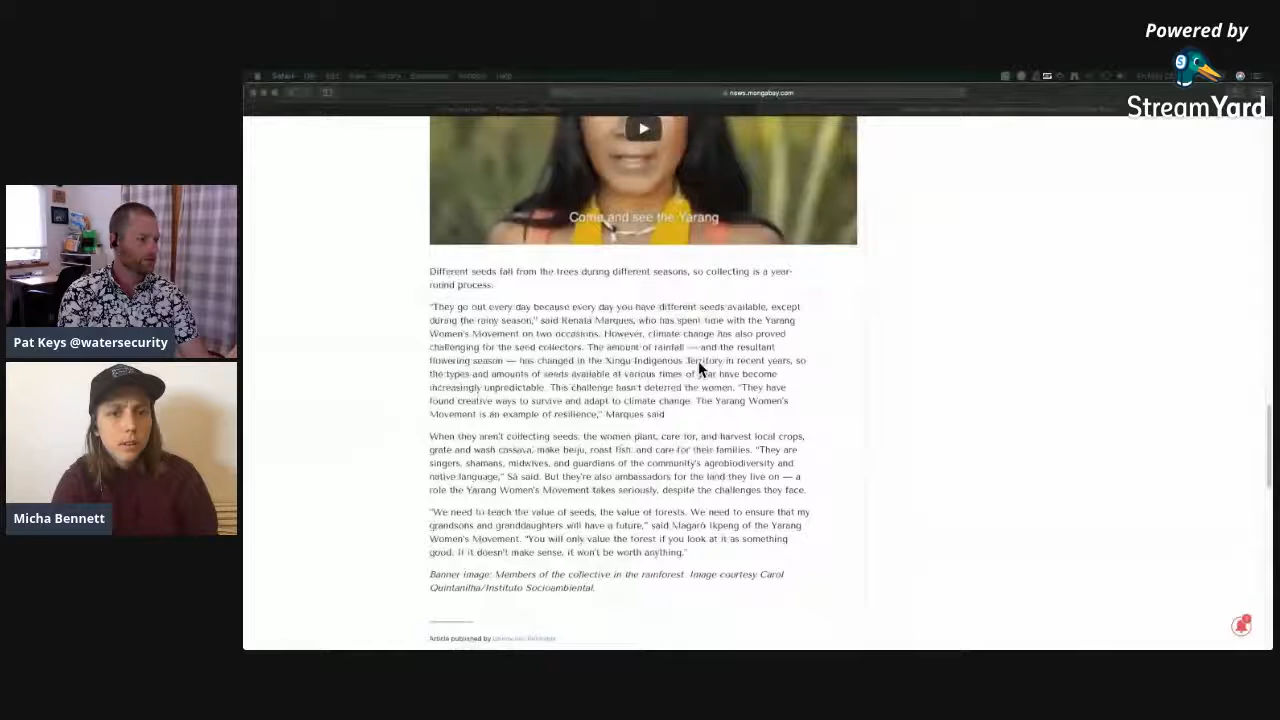 Powered by
StreamYard
Safari
Help
news.mongabay.com
Come and see the Yarang
Different seeds fall from the trees during different seasons, so collecting is a year-
round process:
"They go out every day because every day you have different seeds available, except
during the rainy season," said Renata Marques, who has spent time with the Yarang
Women's Movement on two occasions. However, climate change has also proved
challenging for the seed collectors. The amount of rainfall — and the resultant
flowering season — has changed in the Xingu Indigenous Territory in recent years, so
the types and amounts of seeds available at various times of year have become
increasingly unpredictable. This challenge hasn't deterred the women. "They have
found creative ways to survive and adapt to climate change. The Yarang Women's
Movement is an example of resilience," Marques said
When they aren't collecting seeds, the women plant, care for, and harvest local crops,
grate and wash cassava, make beiju, roast fish, and care for their families. "They are
singers, shamans, midwives, and guardians of the community's agrobiodiversity and
native language," Sá said. But they're also ambassadors for the land they live on — a
role the Yarang Women's Movement takes seriously, despite the challenges they face.
"We need to teach the value of seeds, the value of forests. We need to ensure that my
grandsons and granddaughters will have a future," said Magaró Ikpeng of the Yarang
Women's Movement. "You will only value the forest if you look at it as something
good. If it doesn't make sense, it won't be worth anything."
Banner image: Members of the collective in the rainforest. Image courtesy Carol
Quintanilha/Instituto Socioambiental.
Article published by
Pat Keys @watersecurity
Micha Bennett